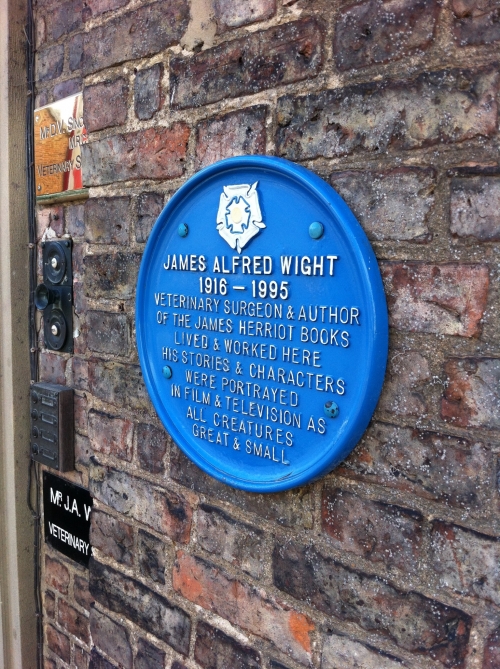 JAMES ALFRED WIGHT
1916 – 1995
VETERINARY SURGEON & AUTHOR
OF THE JAMES HERRIOT BOOKS
LIVED & WORKED HERE
HIS STORIES & CHARACTERS
WERE PORTRAYED
IN FILM & TELEVISION AS
ALL CREATURES
GREAT & SMALL
VETERINARY S
MR. J.A. W
VETERINARY